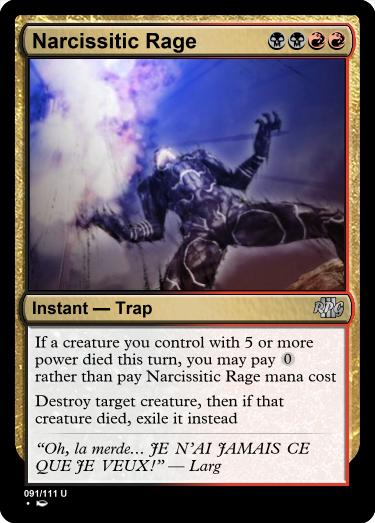 Narcissitic Rage
Instant — Trap
RPG
If a creature you control with 5 or more
power died this turn, you may pay 0
rather than pay Narcissitic Rage mana cost
Destroy target creature, then if that
creature died, exile it instead
“Oh, la merde... JE N'AI JAMAIS CE
QUE JE VEUX!” — Larg
091/111 U